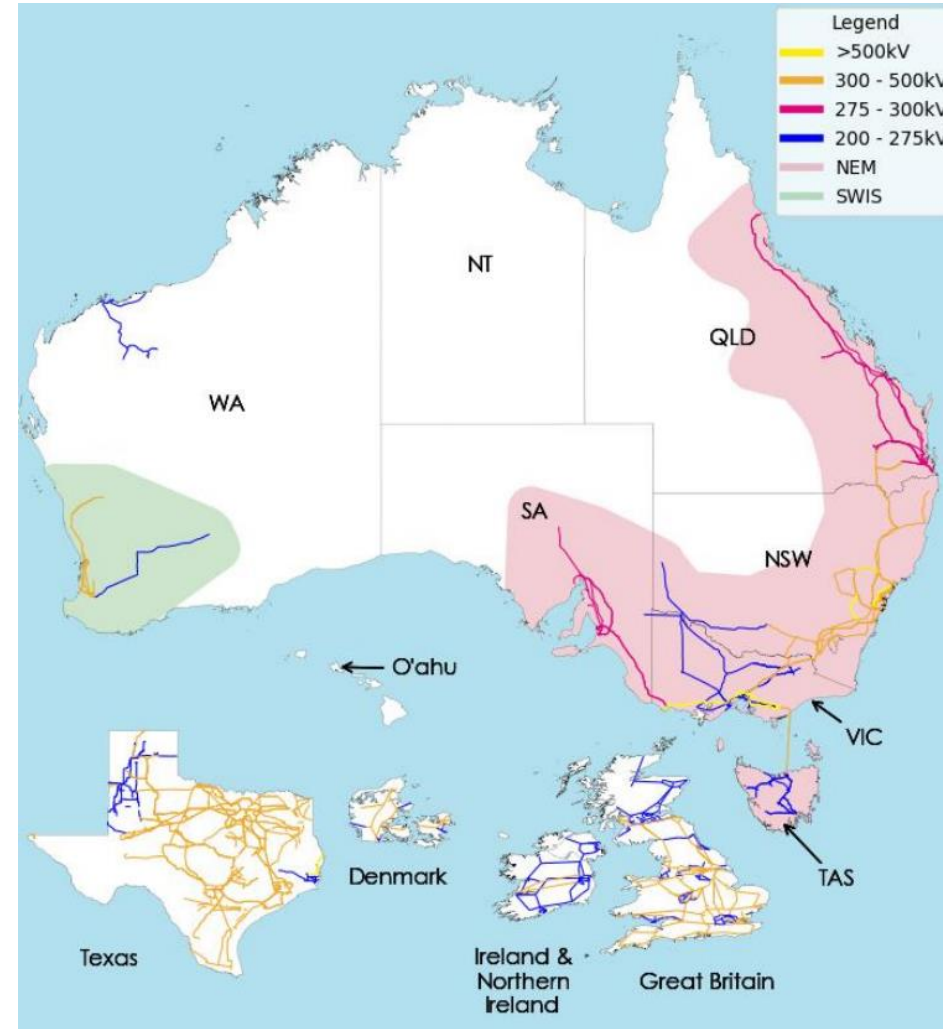 Legend
>500kV
300 - 500kV
275 - 300kV
200 - 275kV
NEM
SWIS
NT
QLD
WA
SA
NSW
O'ahu
VIC
TAS
Denmark
Texas
Ireland &
Northern
Ireland
Great Britain